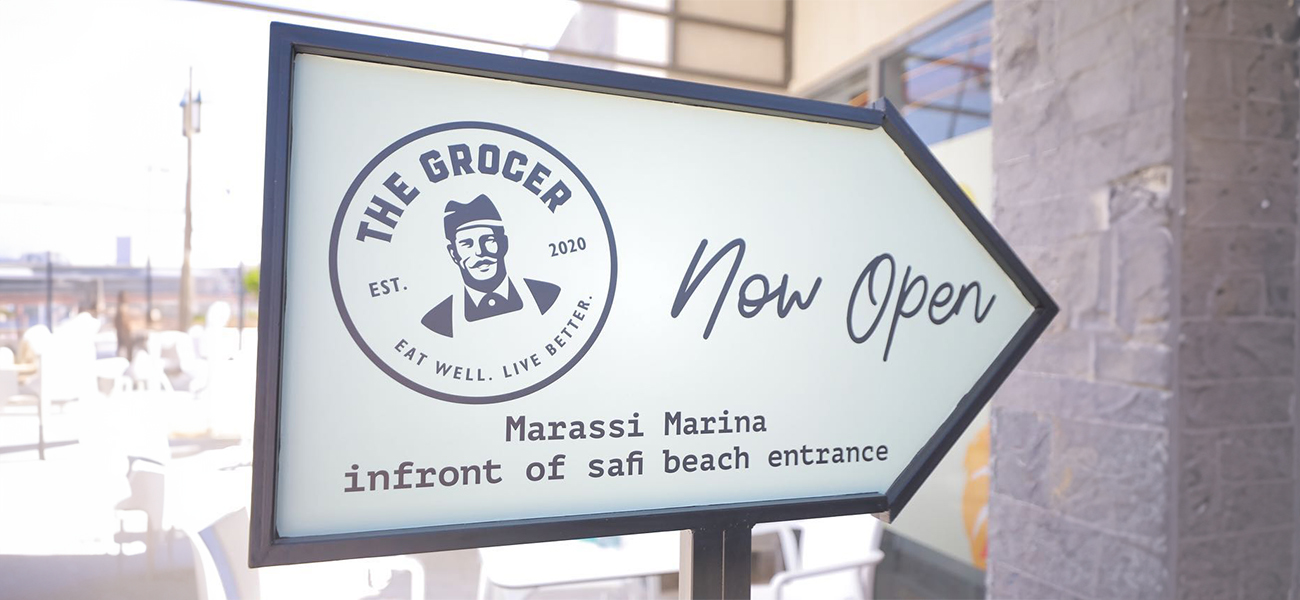 THE GROCER
EST. 2020
EAT WELL. LIVE BETTER.
Now Open
Marassi Marina
infront of safi beach entrance